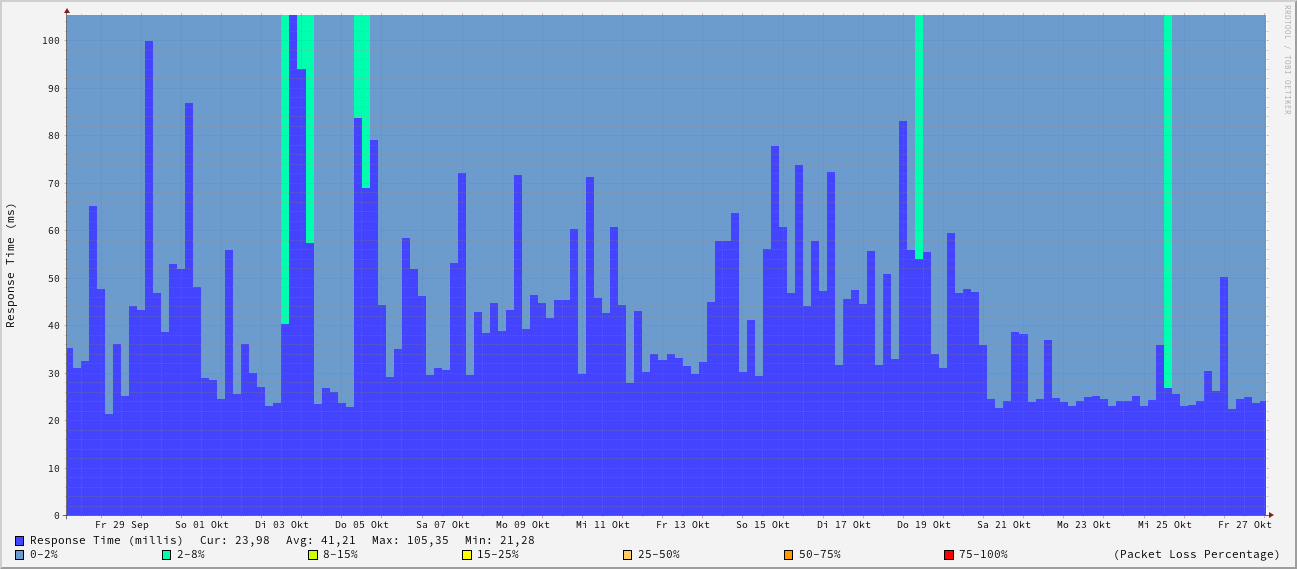 RRDTOOL / TOBI OETIKER
Response Time (ms)
100
90
80
70
60
50
40
30
20
10
0
Fr 29 Sep So 01 Okt Di 03 Okt Do 05 Okt Sa 07 Okt Mo 09 Okt Mi 11 Okt Fr 13 Okt So 15 Okt Di 17 Okt Do 19 Okt Sa 21 Okt Mo 23 Okt Mi 25 Okt Fr 27 Okt
Response Time (millis) Cur: 23,98 Avg: 41,21 Max: 105,35 Min: 21,28
0-2% 2-8% 8-15% 15-25% 25-50% 50-75% 75-100% (Packet Loss Percentage)